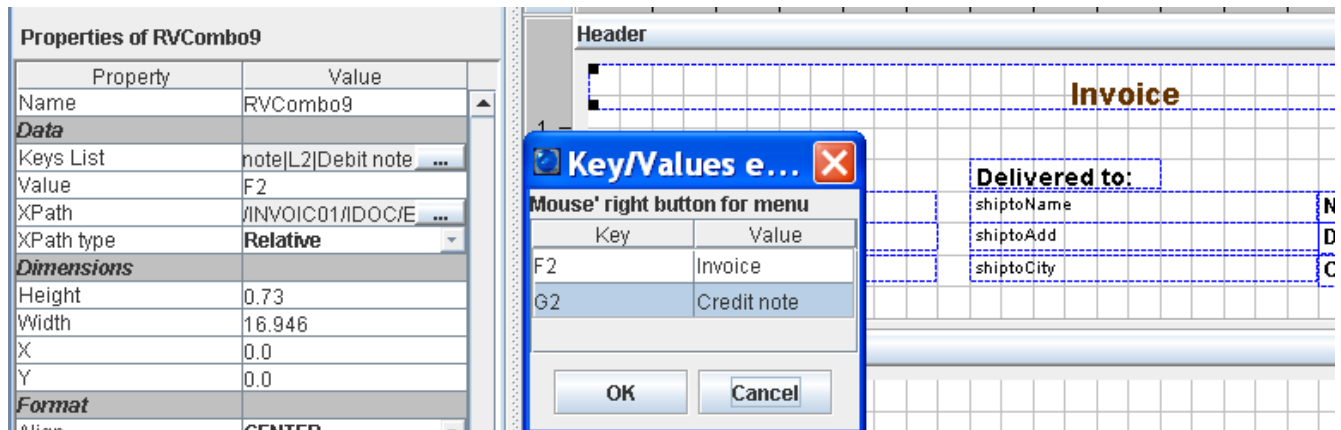 Properties of RVCombo9
Property Value
Name RVCombo9
Data
Keys List note|L2|Debit note ...
Value F2
XPath /INVOIC01/IDOC/E ...
XPath type Relative
Dimensions
Height 0.73
Width 16.946
X 0.0
Y 0.0
Format
Align CENTER
Header
Invoice
1
Delivered to:
shiptoName N
shiptoAdd D
shiptoCity C
Key/Values e...
Mouse' right button for menu
Key Value
F2 Invoice
G2 Credit note
OK Cancel